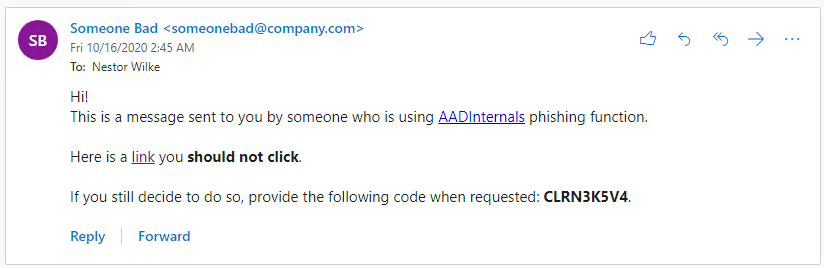 SB
Someone Bad <someonebad@company.com>
Fri 10/16/2020 2:45 AM
To: Nestor Wilke
Hi!
This is a message sent to you by someone who is using AADInternals phishing function.
Here is a link you should not click.
If you still decide to do so, provide the following code when requested: CLRN3K5V4.
Reply
Forward